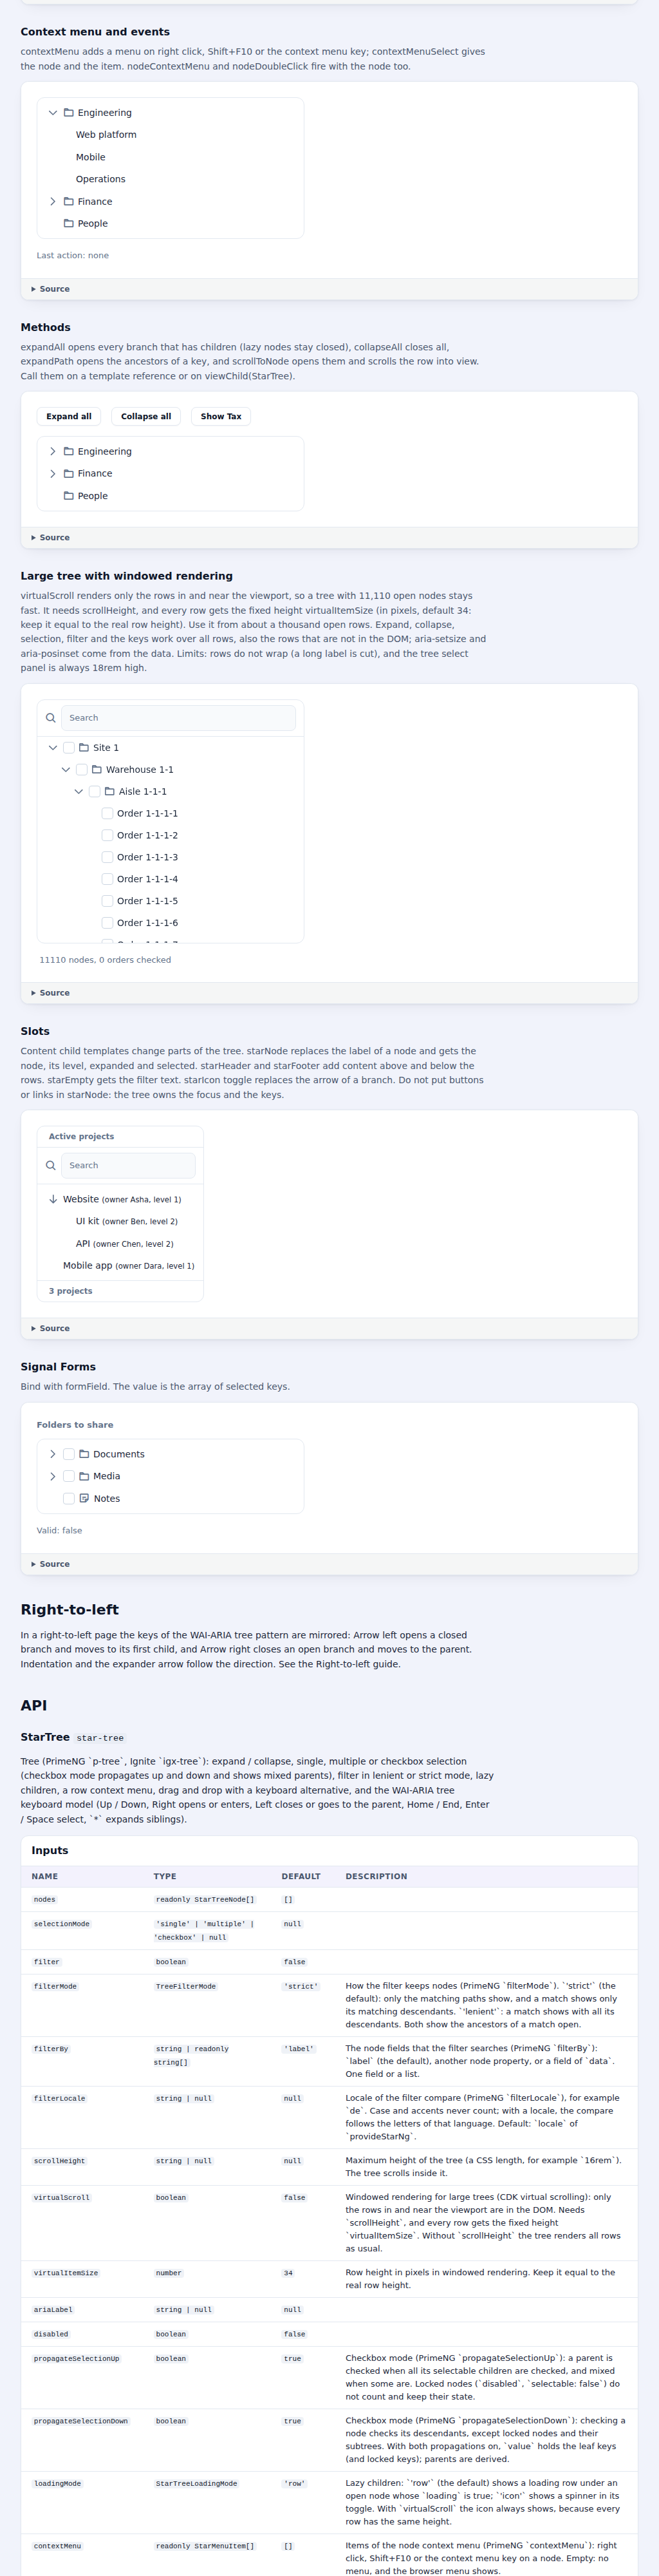 Context menu and events
contextMenu adds a menu on right click, Shift+F10 or the context menu key; contextMenuSelect gives
the node and the item. nodeContextMenu and nodeDoubleClick fire with the node too.
Engineering
Web platform
Mobile
Operations
Finance
People
Last action: none
Source
Methods
expandAll opens every branch that has children (lazy nodes stay closed), collapseAll closes all,
expandPath opens the ancestors of a key, and scrollToNode opens them and scrolls the row into view.
Call them on a template reference or on viewChild(StarTree).
Expand all Collapse all Show Tax
Engineering
Finance
People
Source
Large tree with windowed rendering
virtualScroll renders only the rows in and near the viewport, so a tree with 11,110 open nodes stays
fast. It needs scrollHeight, and every row gets the fixed height virtualItemSize (in pixels, default 34:
keep it equal to the real row height). Use it from about a thousand open rows. Expand, collapse,
selection, filter and the keys work over all rows, also the rows that are not in the DOM; aria-setsize and
aria-posinset come from the data. Limits: rows do not wrap (a long label is cut), and the tree select
panel is always 18rem high.
Search
Site 1
Warehouse 1-1
Aisle 1-1-1
Order 1-1-1-1
Order 1-1-1-2
Order 1-1-1-3
Order 1-1-1-4
Order 1-1-1-5
Order 1-1-1-6
Order 1-1-1-7
11110 nodes, 0 orders checked
Source
Slots
Content child templates change parts of the tree. starNode replaces the label of a node and gets the
node, its level, expanded and selected. starHeader and starFooter add content above and below the
rows. starEmpty gets the filter text. starIcon toggle replaces the arrow of a branch. Do not put buttons
or links in starNode: the tree owns the focus and the keys.
Active projects
Search
Website (owner Asha, level 1)
UI kit (owner Ben, level 2)
API (owner Chen, level 2)
Mobile app (owner Dara, level 1)
3 projects
Source
Signal Forms
Bind with formField. The value is the array of selected keys.
Folders to share
Documents
Media
Notes
Valid: false
Source
Right-to-left
In a right-to-left page the keys of the WAI-ARIA tree pattern are mirrored: Arrow left opens a closed
branch and moves to its first child, and Arrow right closes an open branch and moves to the parent.
Indentation and the expander arrow follow the direction. See the Right-to-left guide.
API
StarTree star-tree
Tree (PrimeNG `p-tree`, Ignite `igx-tree`): expand / collapse, single, multiple or checkbox selection
(checkbox mode propagates up and down and shows mixed parents), filter in lenient or strict mode, lazy
children, a row context menu, drag and drop with a keyboard alternative, and the WAI-ARIA tree
keyboard model (Up / Down, Right opens or enters, Left closes or goes to the parent, Home / End, Enter
/ Space select, `*` expands siblings).
Inputs
NAME TYPE DEFAULT DESCRIPTION
nodes readonly StarTreeNode[] []
selectionMode 'single' | 'multiple' | null
'checkbox' | null
filter boolean false
filterMode TreeFilterMode 'strict' How the filter keeps nodes (PrimeNG `filterMode`). `'strict'` (the
default): only the matching paths show, and a match shows only
its matching descendants. `'lenient'`: a match shows with all its
descendants. Both show the ancestors of a match open.
filterBy string | readonly 'label' The node fields that the filter searches (PrimeNG `filterBy`):
string[] `label` (the default), another node property, or a field of `data`.
One field or a list.
filterLocale string | null null Locale of the filter compare (PrimeNG `filterLocale`), for example
`de`. Case and accents never count; with a locale, the compare
follows the letters of that language. Default: `locale` of
`provideStarNg`.
scrollHeight string | null null Maximum height of the tree (a CSS length, for example `16rem`).
The tree scrolls inside it.
virtualScroll boolean false Windowed rendering for large trees (CDK virtual scrolling): only
the rows in and near the viewport are in the DOM. Needs
`scrollHeight`, and every row gets the fixed height
`virtualItemSize`. Without `scrollHeight` the tree renders all rows
as usual.
virtualItemSize number 34 Row height in pixels in windowed rendering. Keep it equal to the
real row height.
ariaLabel string | null null
disabled boolean false
propagateSelectionUp boolean true Checkbox mode (PrimeNG `propagateSelectionUp`): a parent is
checked when all its selectable children are checked, and mixed
when some are. Locked nodes (`disabled`, `selectable: false`) do
not count and keep their state.
propagateSelectionDown boolean true Checkbox mode (PrimeNG `propagateSelectionDown`): checking a
node checks its descendants, except locked nodes and their
subtrees. With both propagations on, `value` holds the leaf keys
(and locked keys); parents are derived.
loadingMode StarTreeLoadingMode 'row' Lazy children: `'row'` (the default) shows a loading row under an
open node whose `loading` is true; `'icon'` shows a spinner in its
toggle. With `virtualScroll` the icon always shows, because every
row has the same height.
contextMenu readonly StarMenuItem[] [] Items of the node context menu (PrimeNG `contextMenu`): right
click, Shift+F10 or the context menu key on a node. Empty: no
menu, and the browser menu shows.